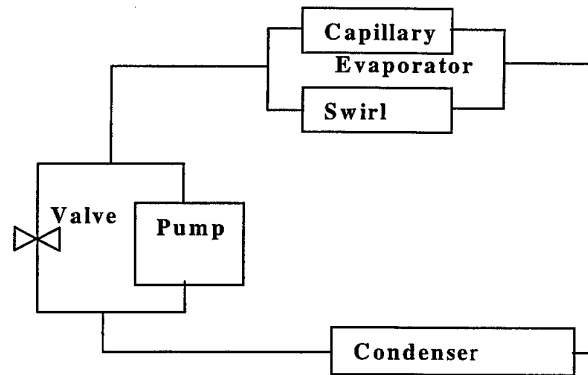 Capillary
Evaporator
Swirl
Valve
Pump
Condenser